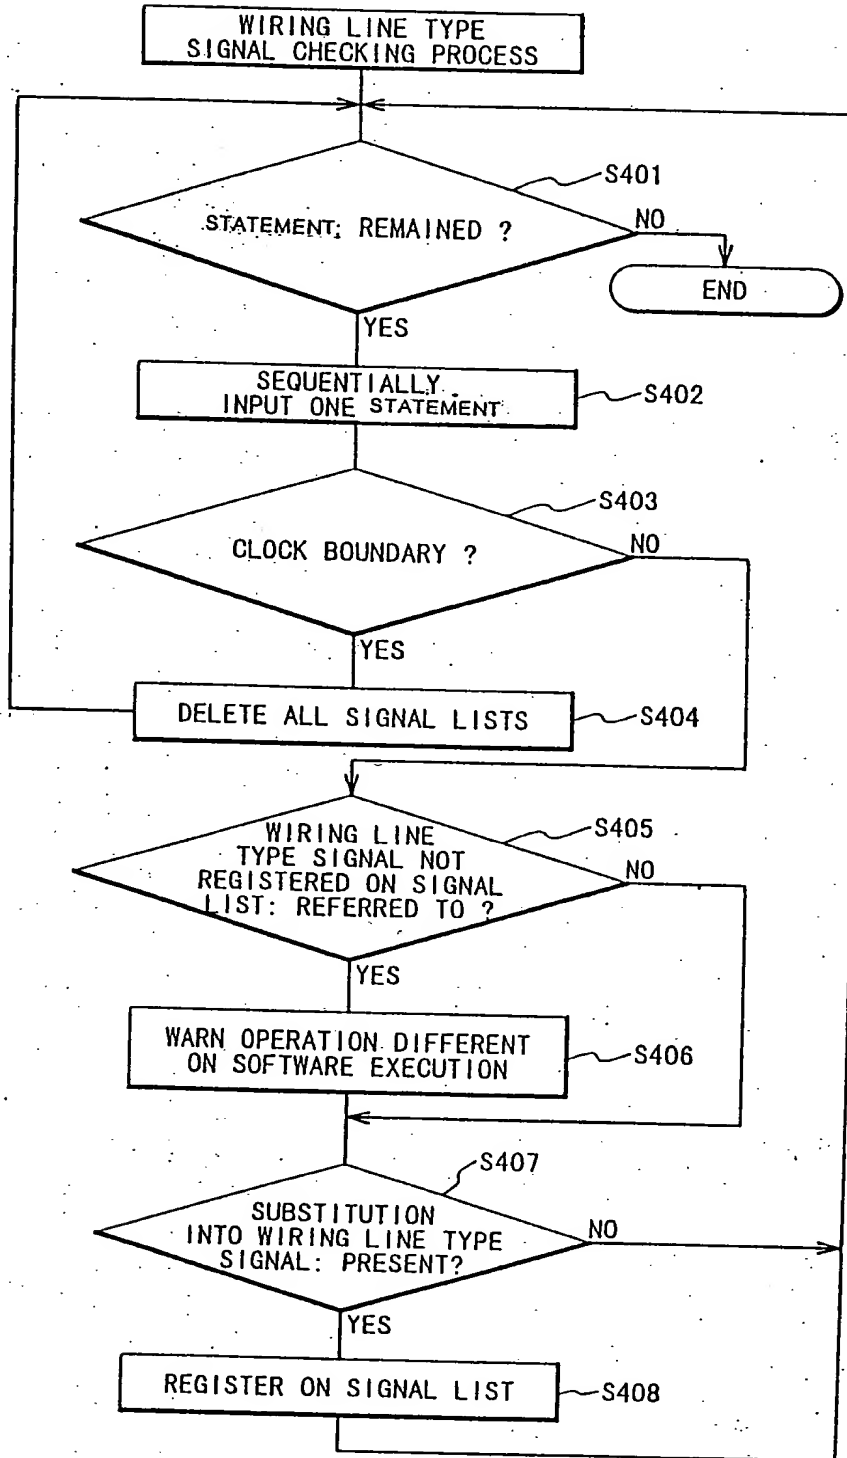 WIRING LINE TYPE
SIGNAL CHECKING PROCESS
S401
STATEMENT: REMAINED ?
NO
END
YES
SEQUENTIALLY
INPUT ONE STATEMENT
S402
S403
CLOCK BOUNDARY ?
NO
YES
DELETE ALL SIGNAL LISTS
S404
WIRING LINE
TYPE SIGNAL NOT
REGISTERED ON SIGNAL
LIST: REFERRED TO ?
S405
NO
YES
WARN OPERATION DIFFERENT
ON SOFTWARE EXECUTION
S406
S407
SUBSTITUTION
INTO WIRING LINE TYPE
SIGNAL: PRESENT?
NO
YES
REGISTER ON SIGNAL LIST
S408